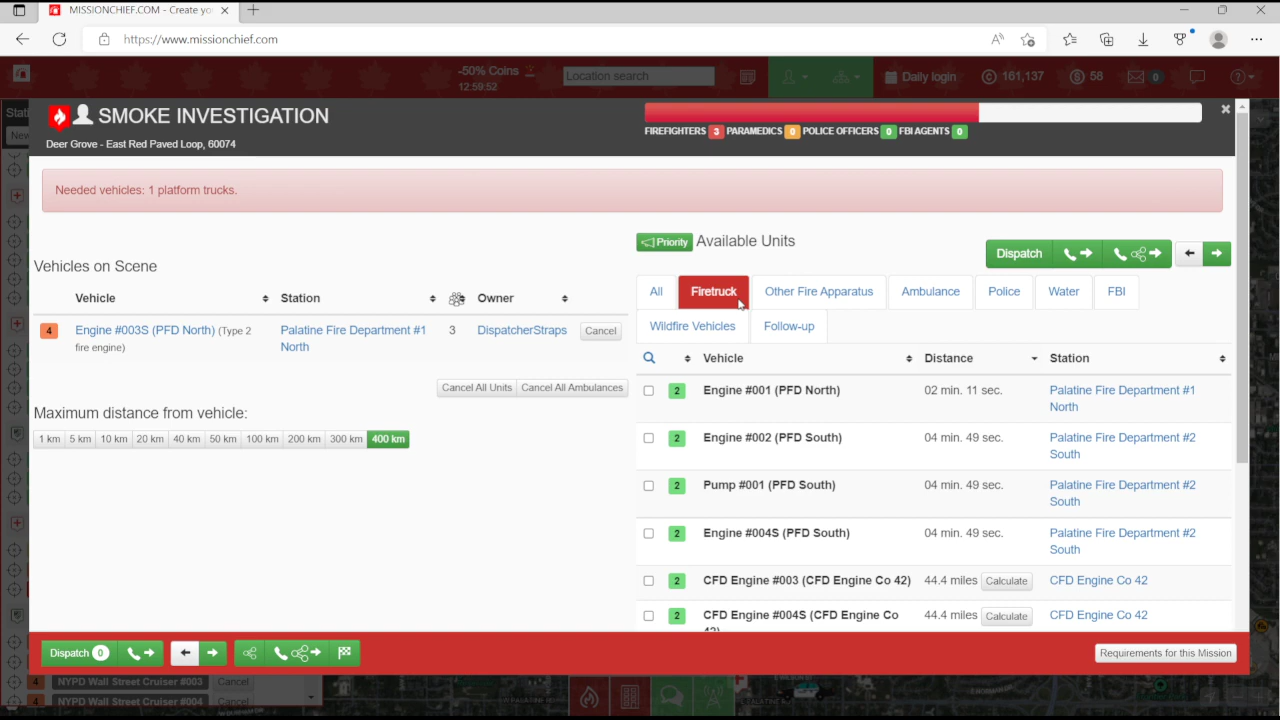 MISSIONCHIEF.COM - Create yo
https://www.missionchief.com
-50% Coins
12:59:52
Location search
Daily login
161,137
58
0
SMOKE INVESTIGATION
Deer Grove - East Red Paved Loop, 60074
FIREFIGHTERS 3 PARAMEDICS 0 POLICE OFFICERS 0 FBI AGENTS 0
Needed vehicles: 1 platform trucks.
Vehicles on Scene
Vehicle Station Owner
4 Engine #003S (PFD North) (Type 2
fire engine)
Palatine Fire Department #1
North
3 DispatcherStraps Cancel
Cancel All Units Cancel All Ambulances
Maximum distance from vehicle:
1 km 5 km 10 km 20 km 40 km 50 km 100 km 200 km 300 km 400 km
Priority Available Units
Dispatch
All Firetruck Other Fire Apparatus Ambulance Police Water FBI
Wildfire Vehicles Follow-up
Vehicle Distance Station
2 Engine #001 (PFD North) 02 min. 11 sec. Palatine Fire Department #1
North
2 Engine #002 (PFD South) 04 min. 49 sec. Palatine Fire Department #2
South
2 Pump #001 (PFD South) 04 min. 49 sec. Palatine Fire Department #2
South
2 Engine #004S (PFD South) 04 min. 49 sec. Palatine Fire Department #2
South
2 CFD Engine #003 (CFD Engine Co 42) 44.4 miles Calculate CFD Engine Co 42
2 CFD Engine #004S (CFD Engine Co 44.4 miles Calculate CFD Engine Co 42
42)
Dispatch 0
Requirements for this Mission
4 NYPD Wall Street Cruiser #003 Cancel
4 NYPD Wall Street Cruiser #004 Cancel